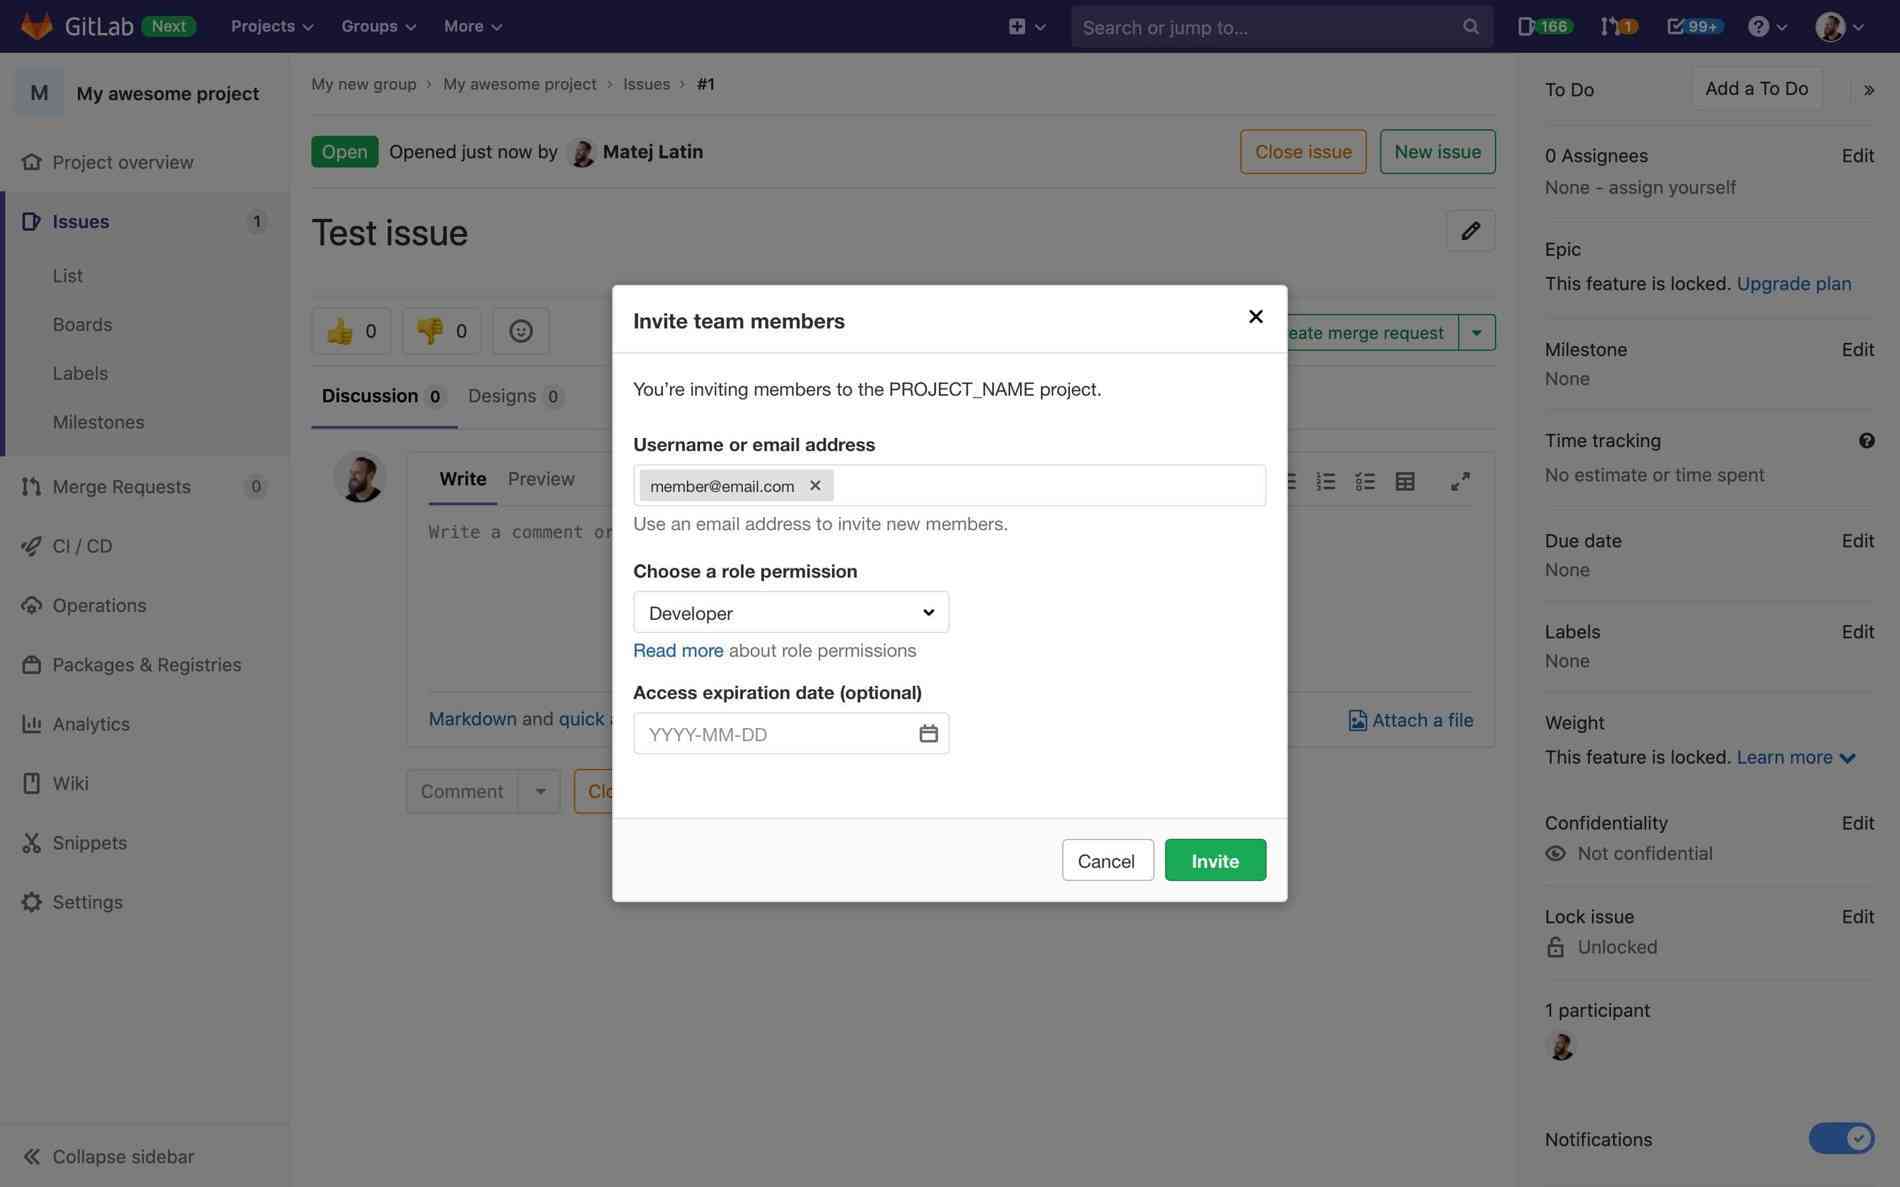 GitLab Next Projects Groups More Search or jump to... 166 1 99+
M My awesome project
Project overview
Issues 1
List
Boards
Labels
Milestones
Merge Requests 0
CI / CD
Operations
Packages & Registries
Analytics
Wiki
Snippets
Settings
Collapse sidebar
My new group › My awesome project › Issues › #1
Open Opened just now by Matej Latin Close issue New issue
Test issue
0 0 eate merge request
Discussion 0 Designs 0
Write Preview
Write a comment or
Markdown and quick Attach a file
Comment Clo
Invite team members
You're inviting members to the PROJECT_NAME project.
Username or email address
member@email.com
Use an email address to invite new members.
Choose a role permission
Developer
Read more about role permissions
Access expiration date (optional)
YYYY-MM-DD
Cancel Invite
To Do Add a To Do
0 Assignees Edit
None - assign yourself
Epic
This feature is locked. Upgrade plan
Milestone Edit
None
Time tracking
No estimate or time spent
Due date Edit
None
Labels Edit
None
Weight
This feature is locked. Learn more
Confidentiality Edit
Not confidential
Lock issue Edit
Unlocked
1 participant
Notifications